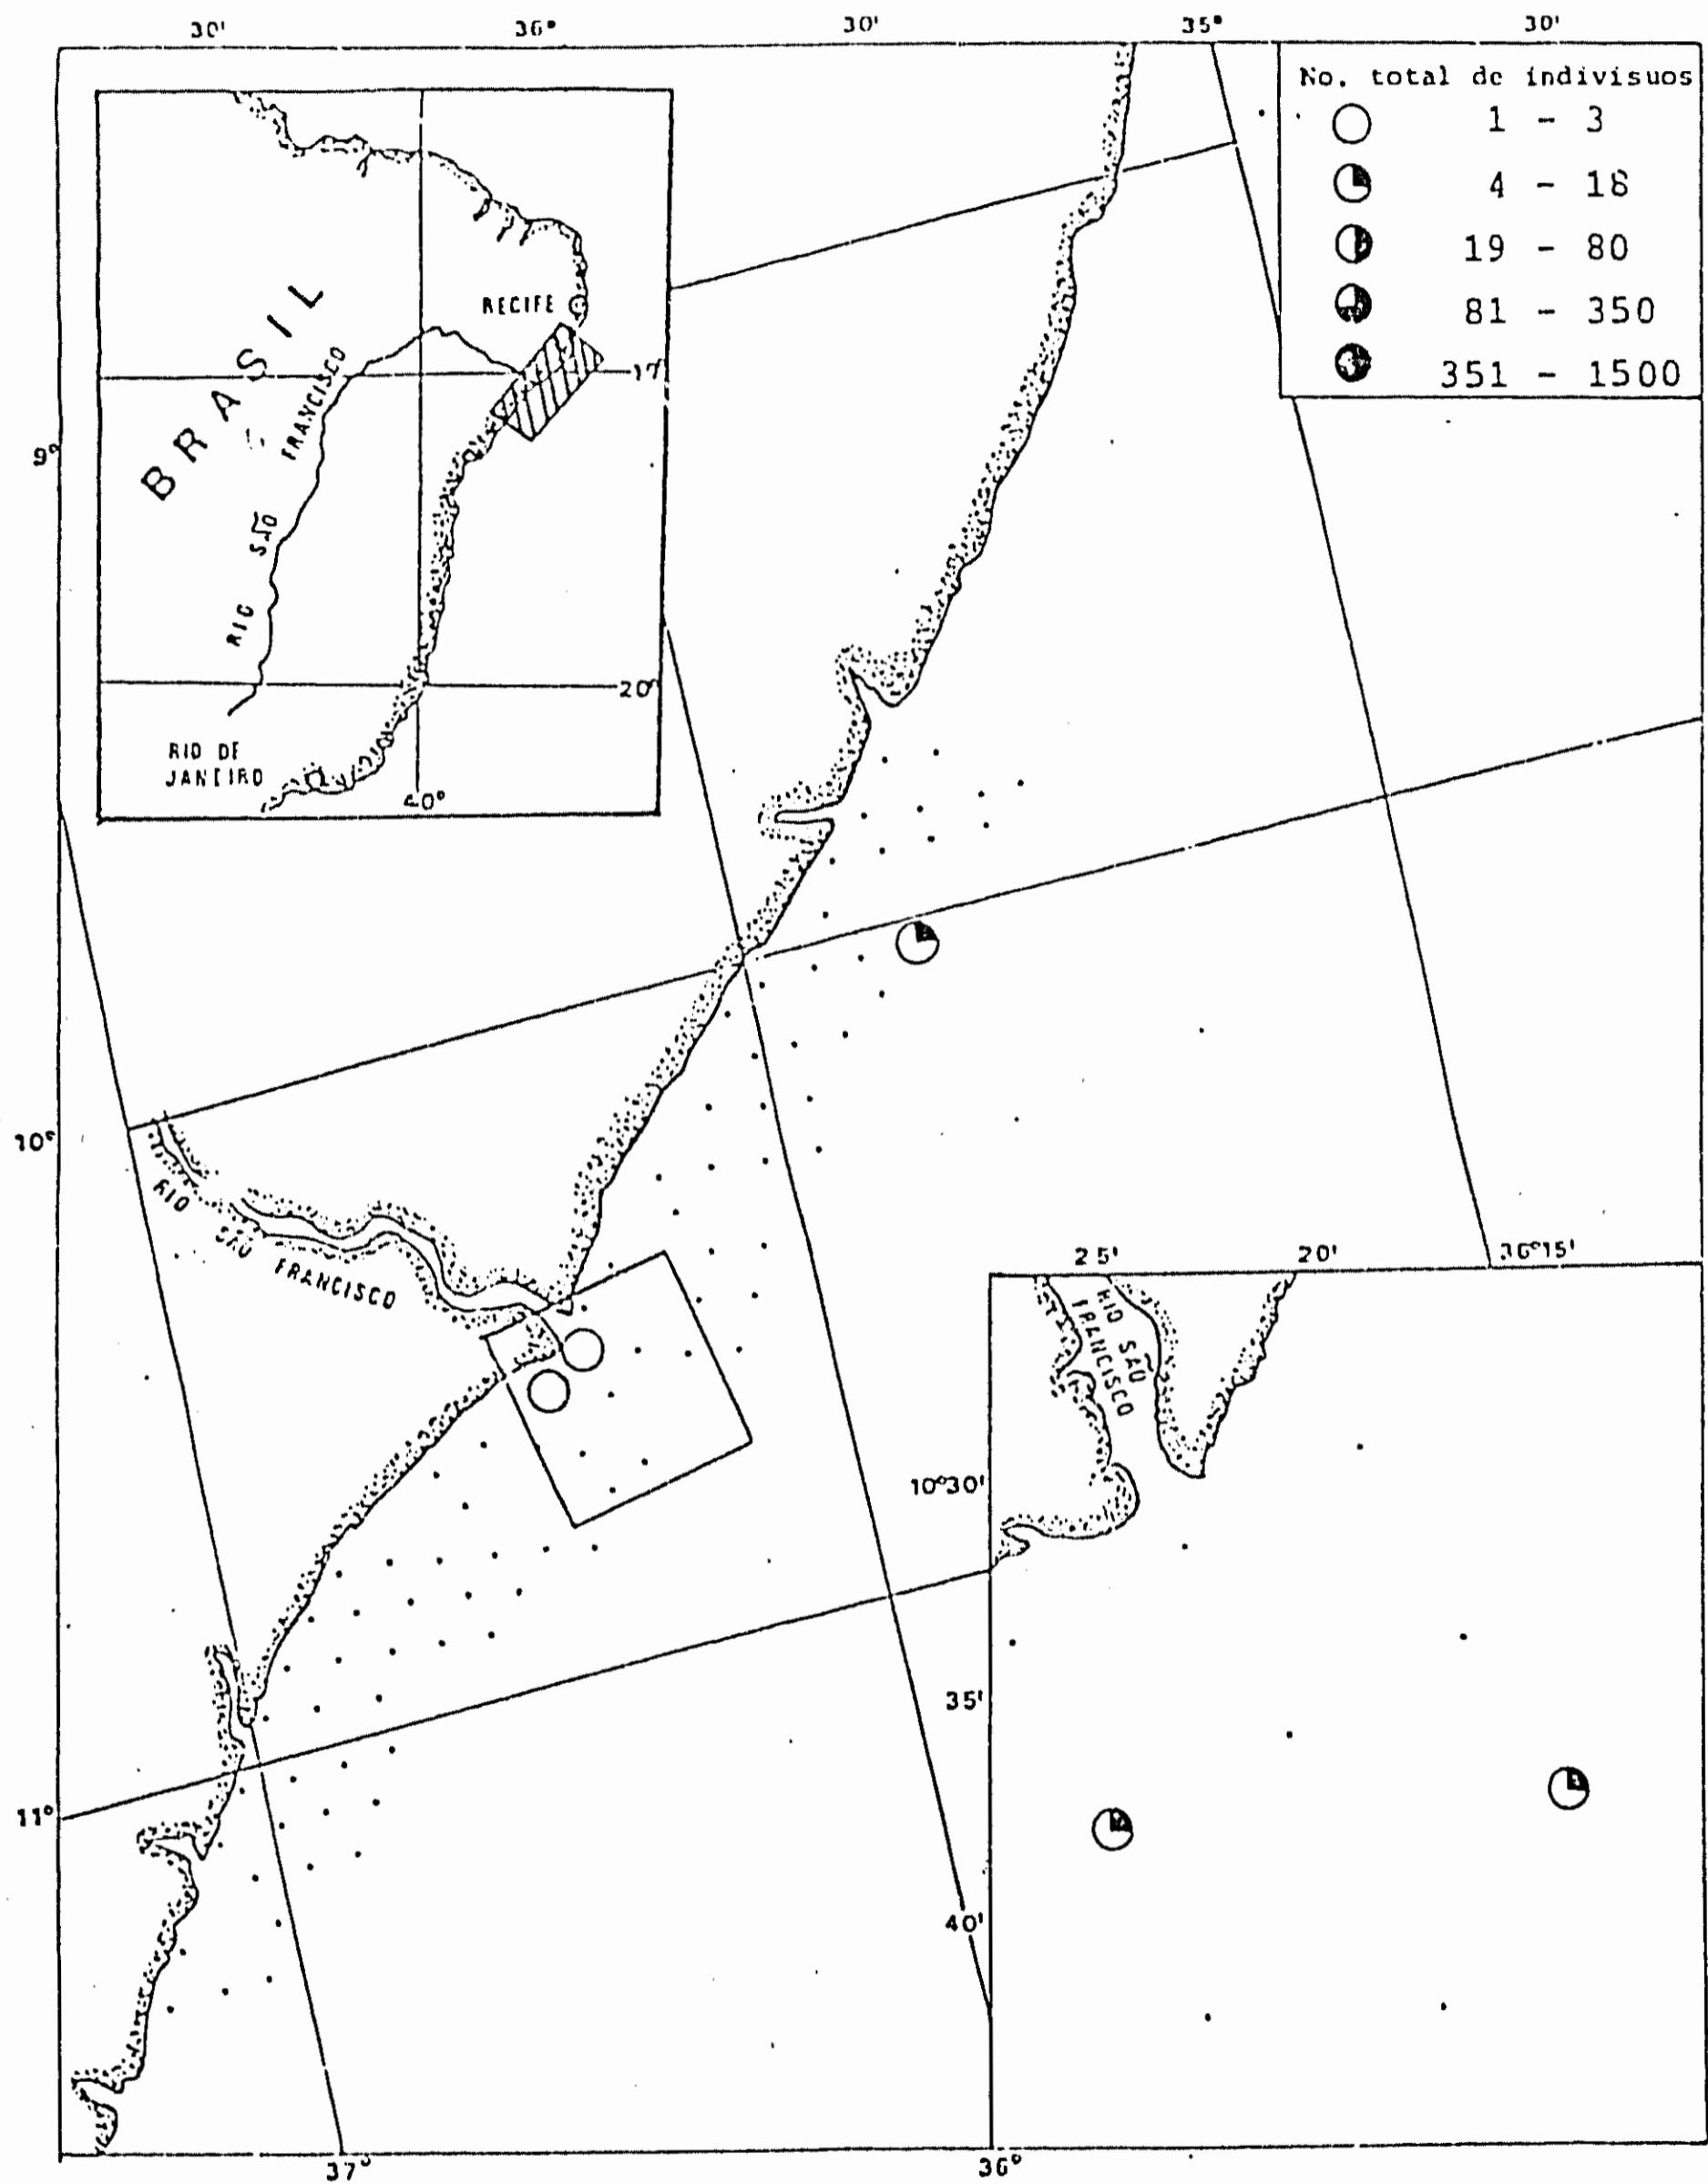 30' 36° 30' 35° 30'
No. total de indivisuos
1 - 3
4 - 18
19 - 80
81 - 350
351 - 1500
BRASIL
RECIFE
RIO SÃO FRANCISCO
20°
RIO DE
JANEIRO
40°
9°
10°
RIO SÃO FRANCISCO
11°
25' 20' 36°15'
RIO SÃO
FRANCISCO
10°30'
35'
40'
37° 36°